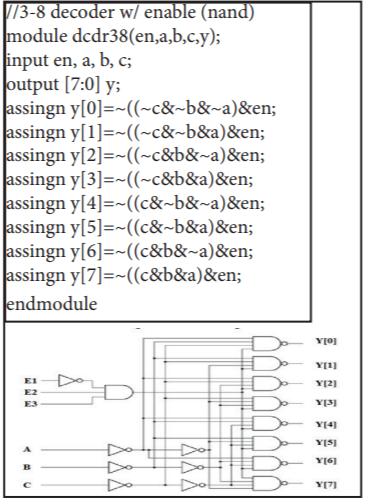 //3-8 decoder w/ enable (nand)
module dcdr38(en,a,b,c,y);
input en, a, b, c;
output [7:0] y;
assingn y[0]=~((~c&~b&~a)&en;
assingn y[1]=~((~c&~b&a)&en;
assingn y[2]=~((~c&b&~a)&en;
assingn y[3]=~((~c&b&a)&en;
assingn y[4]=~((c&~b&~a)&en;
assingn y[5]=~((c&~b&a)&en;
assingn y[6]=~((c&b&~a)&en;
assingn y[7]=~((c&b&a)&en;
endmodule
Y[0]
Y[1]
E1
Y[2]
E2
E3
Y[3]
Y[4]
A
Y[5]
B
Y[6]
C
Y[7]